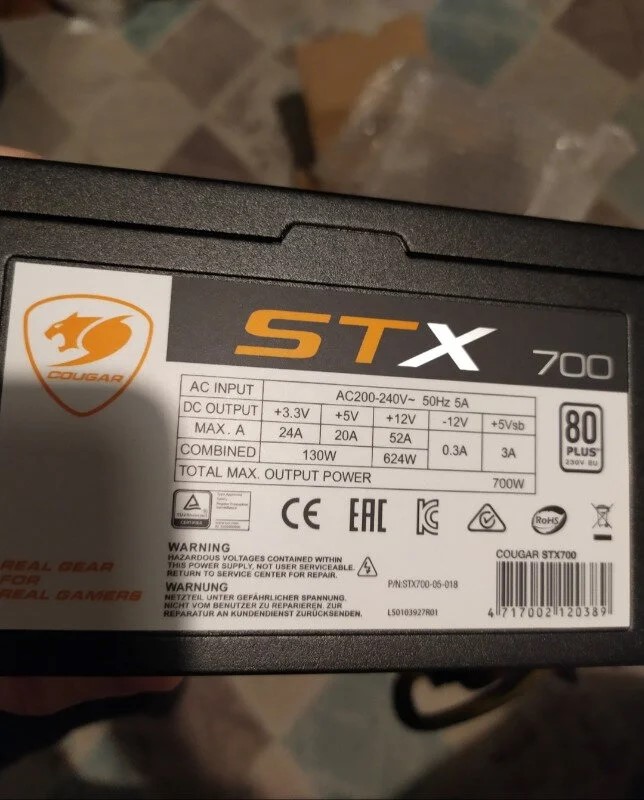 COUGAR
STX 700
AC INPUT AC200-240V~ 50Hz 5A
DC OUTPUT +3.3V +5V +12V -12V +5Vsb
MAX. A 24A 20A 52A 0.3A 3A
COMBINED 130W 624W
TOTAL MAX. OUTPUT POWER 700W
80
PLUS
230V EU
CE EAC RoHS
WARNING
HAZARDOUS VOLTAGES CONTAINED WITHIN
THIS POWER SUPPLY, NOT USER SERVICEABLE.
RETURN TO SERVICE CENTER FOR REPAIR.
WARNUNG
NETZTEIL UNTER GEFÄHRLICHER SPANNUNG.
NICHT VOM BENUTZER ZU REPARIEREN. ZUR
REPARATUR AN KUNDENDIENST ZURÜCKSENDEN.
P/N:STX700-05-018
L50103927R01
COUGAR STX700
4 717002 120389
REAL GEAR
FOR
REAL GAMERS